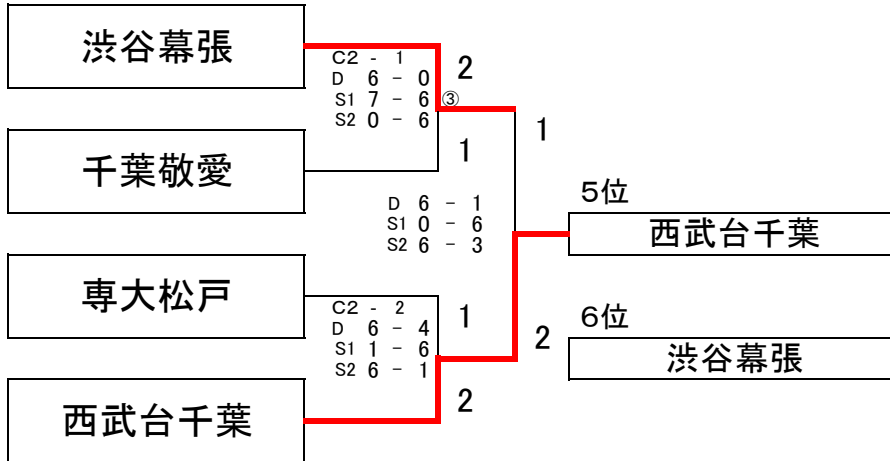 渋谷幕張
C2 - 1
D 6 - 0
S1 7 - 6 ③
S2 0 - 6
2
1
千葉敬愛
1
D 6 - 1
S1 0 - 6
S2 6 - 3
5位
西武台千葉
専大松戸
C2 - 2
D 6 - 4
S1 1 - 6
S2 6 - 1
1
2
2
6位
渋谷幕張
西武台千葉